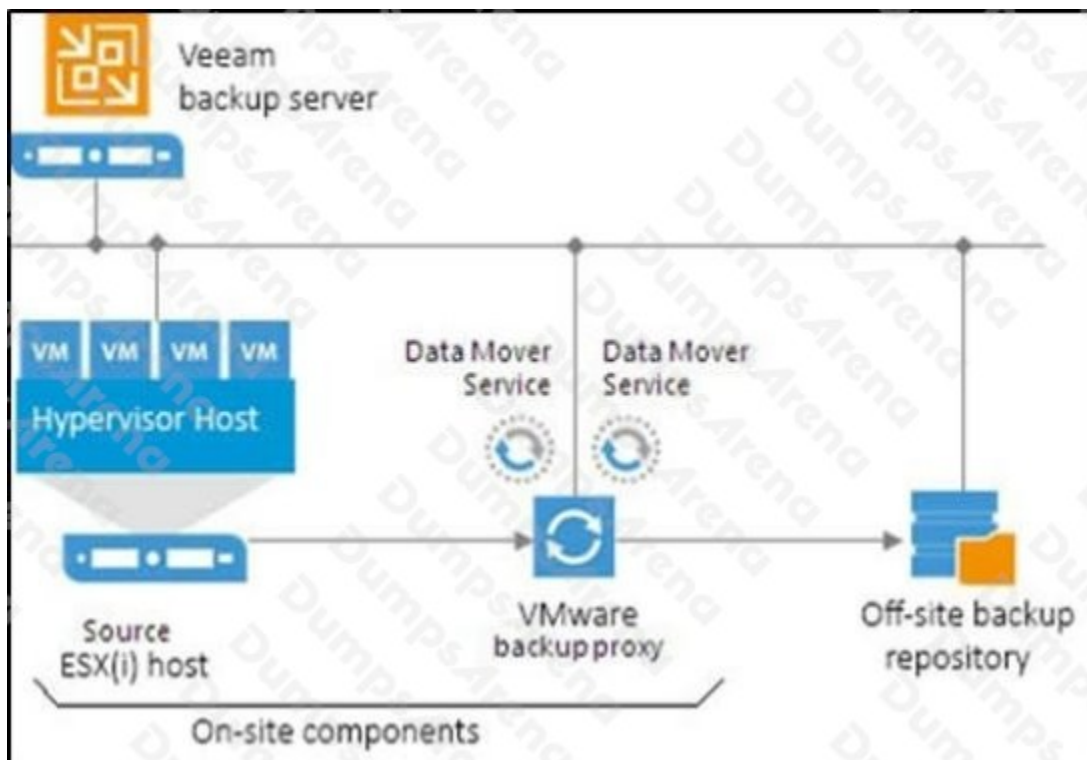 Veeam
backup server
VM VM VM VM
Hypervisor Host
Data Mover
Service
Data Mover
Service
Source
ESX(i) host
VMware
backup proxy
Off-site backup
repository
On-site components
DumpsArena